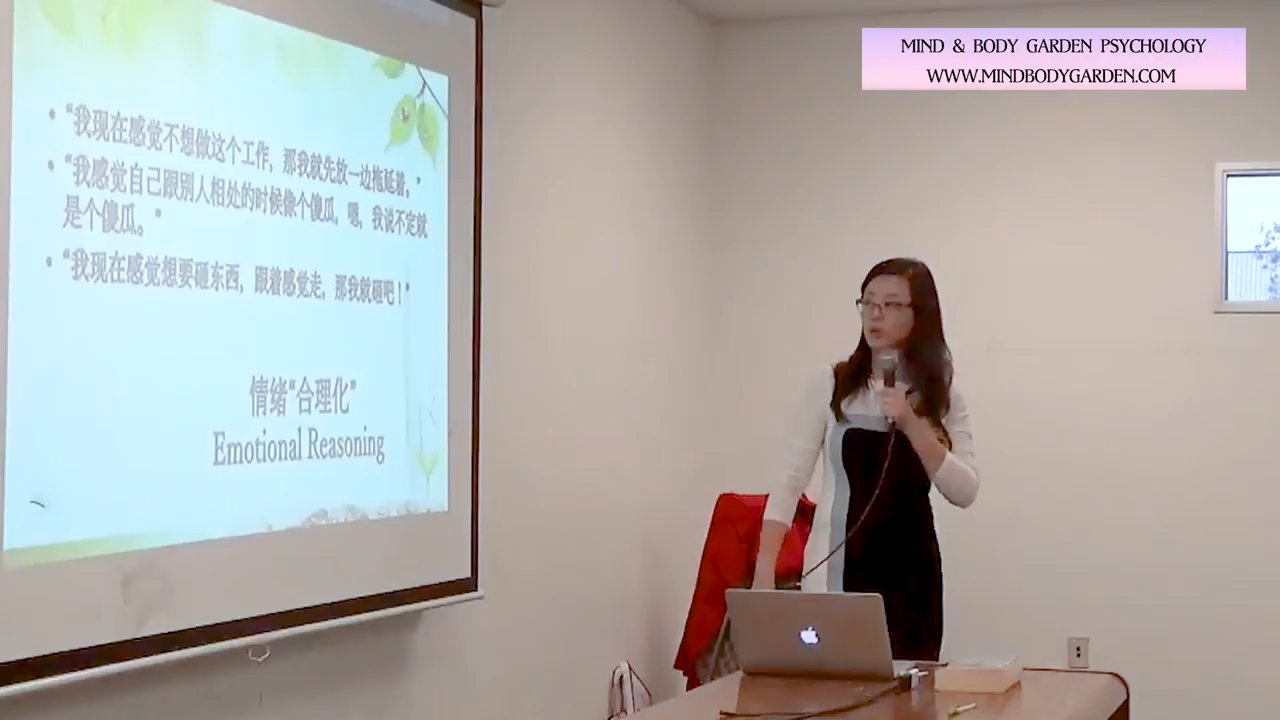 MIND & BODY GARDEN PSYCHOLOGY
WWW.MINDBODYGARDEN.COM
• “我现在感觉不想做这个工作，那我就先放一边拖延着。”
• “我感觉自己跟别人相处的时候像个傻瓜，嗯，我说不定就
是个傻瓜。”
• “我现在感觉想要砸东西，跟着感觉走，那我就砸吧！”
情绪“合理化”
Emotional Reasoning